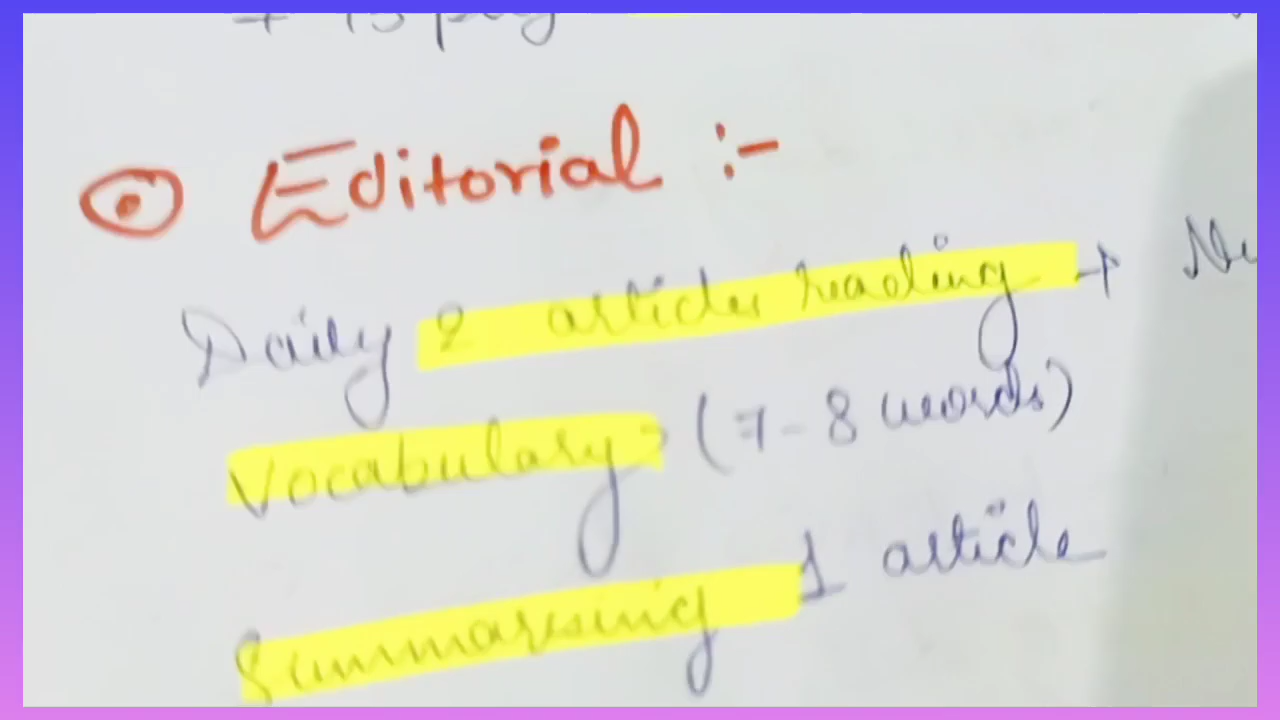 ⊙ Editorial :-
Daily 2 articles reading +
Vocabulary (7-8 words)
Summarising 1 article